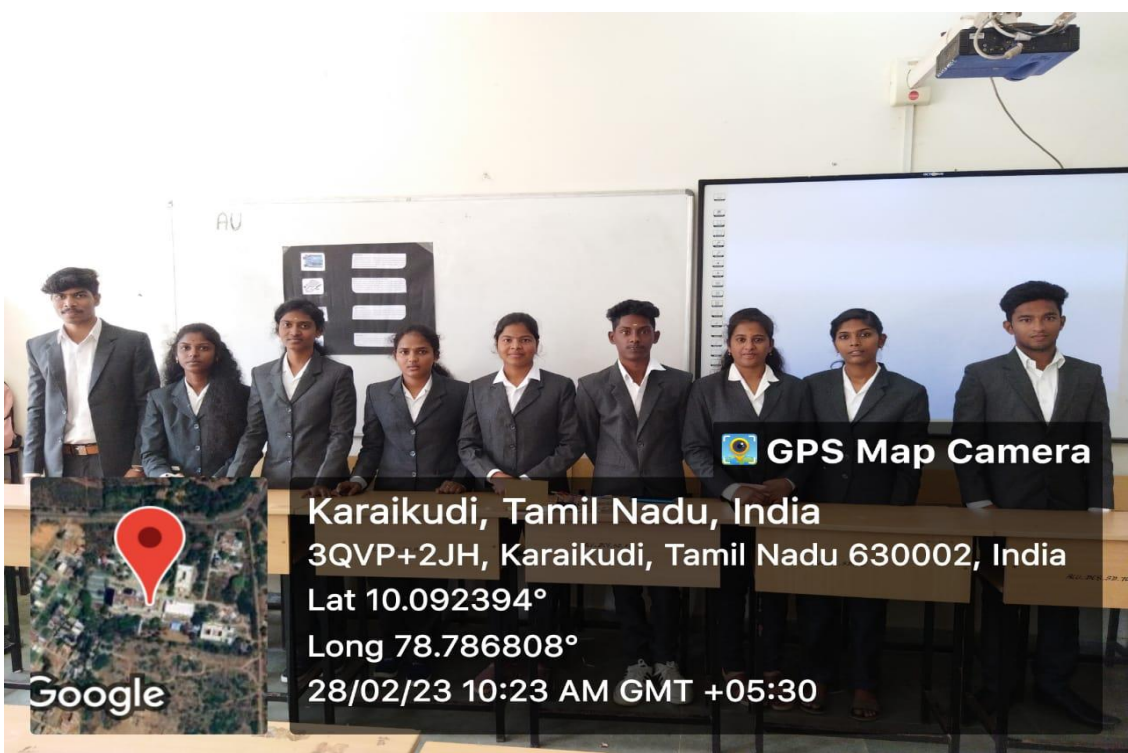 AU
GPS Map Camera
Karaikudi, Tamil Nadu, India
3QVP+2JH, Karaikudi, Tamil Nadu 630002, India
Lat 10.092394°
Long 78.786808°
28/02/23 10:23 AM GMT +05:30
Google